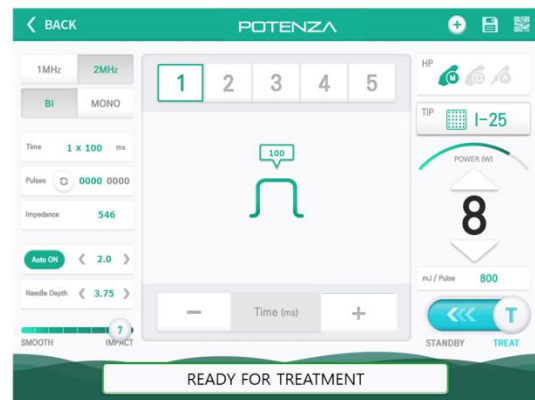 BACK
POTENZA
1MHz 2MHz
BI MONO
Time 1 x 100 ms
Pulses 0000 0000
Impedance 546
Auto ON 2.0
Needle Depth 3.75
7
SMOOTH IMPACT
1 2 3 4 5
100
− Time (ms) +
HP
M
TIP I-25
POWER (W)
8
mJ / Pulse 800
T
STANDBY TREAT
READY FOR TREATMENT